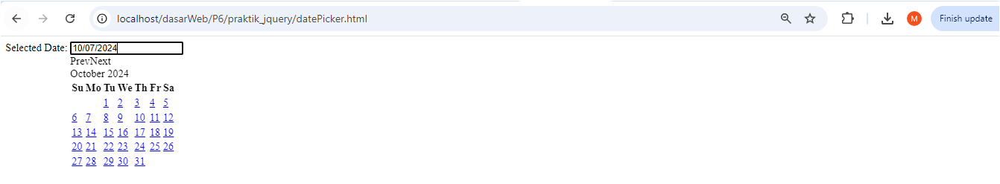 localhost/dasarWeb/P6/praktik_jquery/datePicker.html
M
Finish update
Selected Date: 10/07/2024
PrevNext
October 2024
Su Mo Tu We Th Fr Sa
1 2 3 4 5
6 7 8 9 10 11 12
13 14 15 16 17 18 19
20 21 22 23 24 25 26
27 28 29 30 31